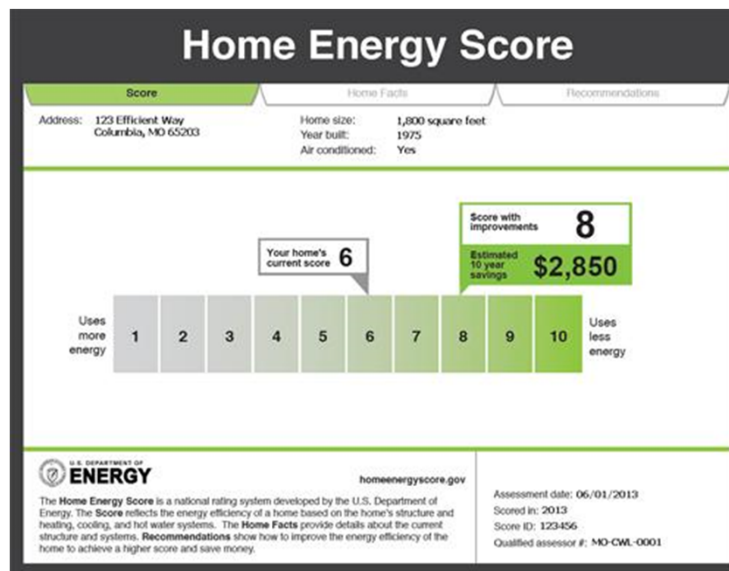 Home Energy Score
Score
Home Facts
Recommendations
Address: 123 Efficient Way
Columbia, MO 65203
Home size: 1,800 square feet
Year built: 1975
Air conditioned: Yes
Score with
improvements 8
Estimated
10 year
savings $2,850
Your home's
current score 6
Uses
more
energy
1 2 3 4 5 6 7 8 9 10
Uses
less
energy
U.S. DEPARTMENT OF
ENERGY
homeenergyscore.gov
The Home Energy Score is a national rating system developed by the U.S. Department of
Energy. The Score reflects the energy efficiency of a home based on the home's structure and
heating, cooling, and hot water systems. The Home Facts provide details about the current
structure and systems. Recommendations show how to improve the energy efficiency of the
home to achieve a higher score and save money.
Assessment date: 06/01/2013
Scored in: 2013
Score ID: 123456
Qualified assessor #: MO-CWL-0001